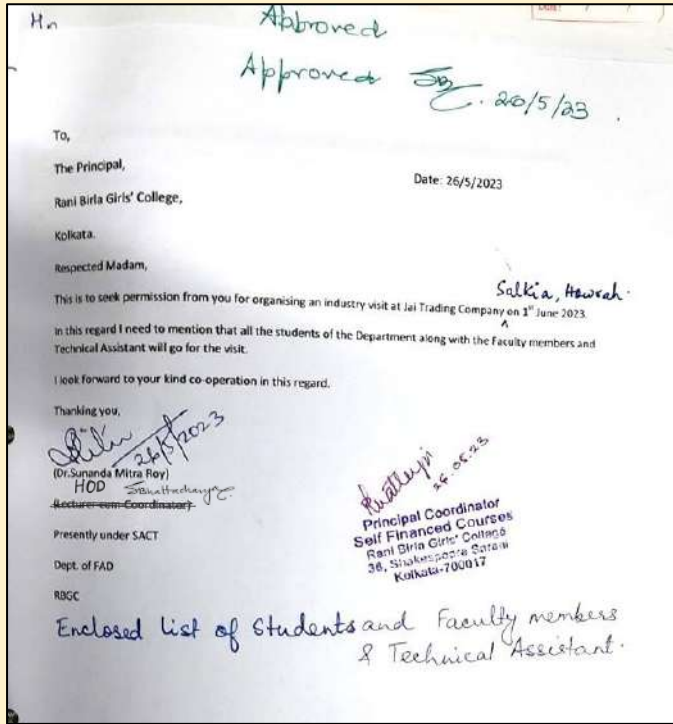 Hn
Date: / /
Approved
Approved 26/5/23.
To,
The Principal,
Date: 26/5/2023
Rani Birla Girls' College,
Kolkata.
Respected Madam,
Salkia, Howrah.
This is to seek permission from you for organising an industry visit at Jai Trading Company ^ on 1st June 2023.
In this regard I need to mention that all the students of the Department along with the Faculty members and
Technical Assistant will go for the visit.
I look forward to your kind co-operation in this regard.
Thanking you,
26/5/2023
(Dr.Sunanda Mitra Roy)
HOD SBhattacharya
(Lecturer cum Coordinator)
26.05.23
Principal Coordinator
Self Financed Courses
Rani Birla Girls' College
38, Shakespeare Sarani
Kolkata-700017
Presently under SACT
Dept. of FAD
RBGC
Enclosed list of Students and Faculty members
& Technical Assistant.